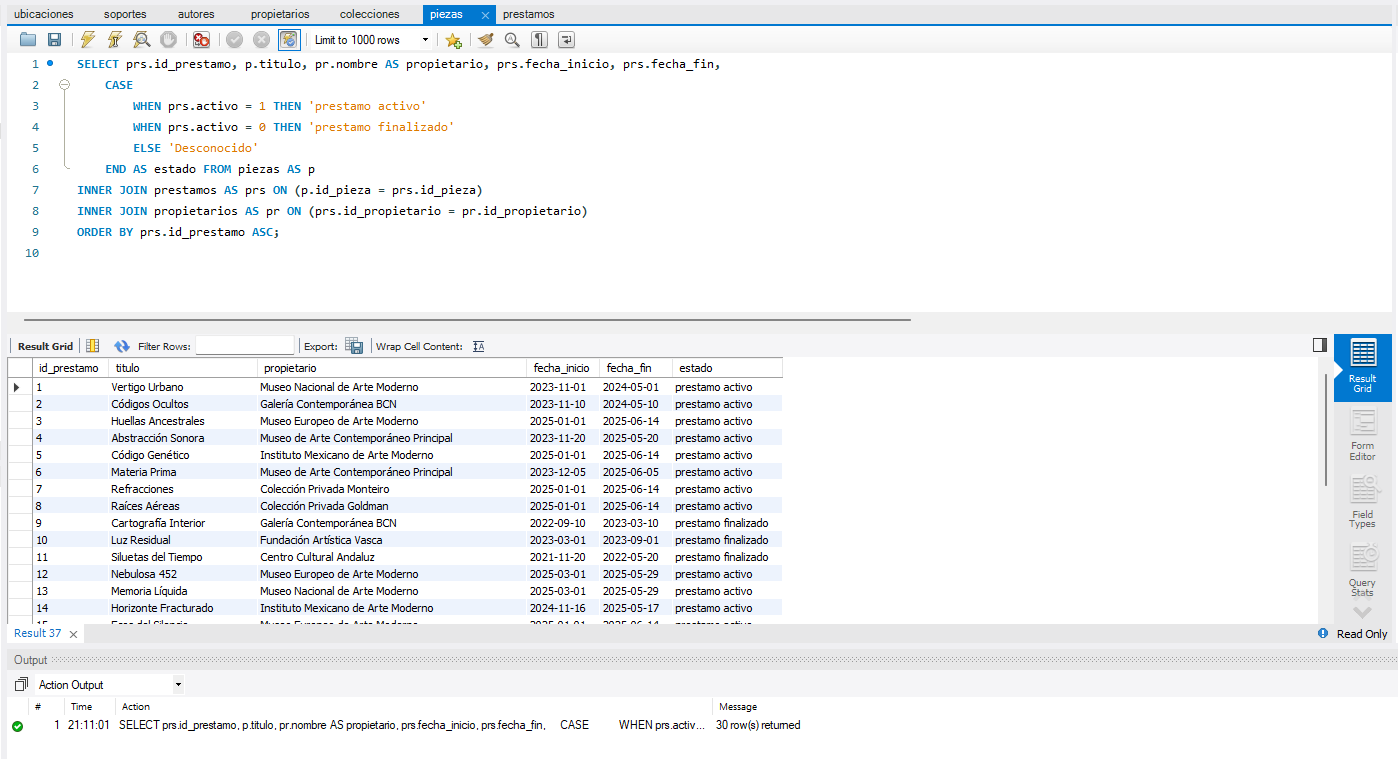 ubicaciones soportes autores propietarios colecciones piezas prestamos
Limit to 1000 rows
1 SELECT prs.id_prestamo, p.titulo, pr.nombre AS propietario, prs.fecha_inicio, prs.fecha_fin,
2 CASE
3 WHEN prs.activo = 1 THEN 'prestamo activo'
4 WHEN prs.activo = 0 THEN 'prestamo finalizado'
5 ELSE 'Desconocido'
6 END AS estado FROM piezas AS p
7 INNER JOIN prestamos AS prs ON (p.id_pieza = prs.id_pieza)
8 INNER JOIN propietarios AS pr ON (prs.id_propietario = pr.id_propietario)
9 ORDER BY prs.id_prestamo ASC;
10
Result Grid Filter Rows: Export: Wrap Cell Content:
id_prestamo titulo propietario fecha_inicio fecha_fin estado
1 Vertigo Urbano Museo Nacional de Arte Moderno 2023-11-01 2024-05-01 prestamo activo
2 Códigos Ocultos Galería Contemporánea BCN 2023-11-10 2024-05-10 prestamo activo
3 Huellas Ancestrales Museo Europeo de Arte Moderno 2025-01-01 2025-06-14 prestamo activo
4 Abstracción Sonora Museo de Arte Contemporáneo Principal 2023-11-20 2025-05-20 prestamo activo
5 Código Genético Instituto Mexicano de Arte Moderno 2025-01-01 2025-06-14 prestamo activo
6 Materia Prima Museo de Arte Contemporáneo Principal 2023-12-05 2025-06-05 prestamo activo
7 Refracciones Colección Privada Monteiro 2025-01-01 2025-06-14 prestamo activo
8 Raíces Aéreas Colección Privada Goldman 2025-01-01 2025-06-14 prestamo activo
9 Cartografía Interior Galería Contemporánea BCN 2022-09-10 2023-03-10 prestamo finalizado
10 Luz Residual Fundación Artística Vasca 2023-03-01 2023-09-01 prestamo finalizado
11 Siluetas del Tiempo Centro Cultural Andaluz 2021-11-20 2022-05-20 prestamo finalizado
12 Nebulosa 452 Museo Europeo de Arte Moderno 2025-03-01 2025-05-29 prestamo activo
13 Memoria Líquida Museo Nacional de Arte Moderno 2025-03-01 2025-05-29 prestamo activo
14 Horizonte Fracturado Instituto Mexicano de Arte Moderno 2024-11-16 2025-05-17 prestamo activo
Result
Grid
Form
Editor
Field
Types
Query
Stats
Result 37 Read Only
Output
Action Output
# Time Action Message
1 21:11:01 SELECT prs.id_prestamo, p.titulo, pr.nombre AS propietario, prs.fecha_inicio, prs.fecha_fin, CASE WHEN prs.activ... 30 row(s) returned